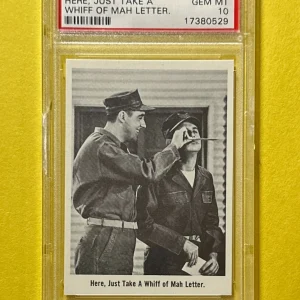 HERE, JUST TAKE A GEM MT
WHIFF OF MAH LETTER. 10
17380529
Here, Just Take A Whiff of Mah Letter.